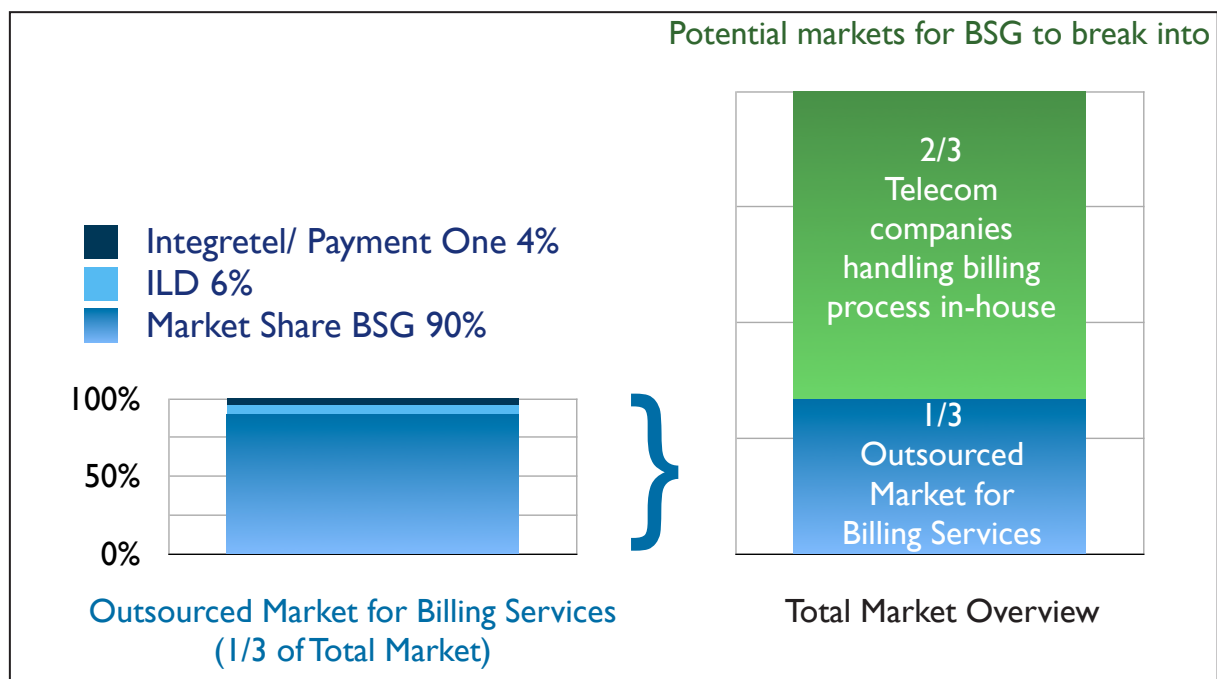 Potential markets for BSG to break into
Integretel/ Payment One 4%
ILD 6%
Market Share BSG 90%
100%
50%
0%
Outsourced Market for Billing Services
(1/3 of Total Market)
2/3
Telecom
companies
handling billing
process in-house
1/3
Outsourced
Market for
Billing Services
Total Market Overview